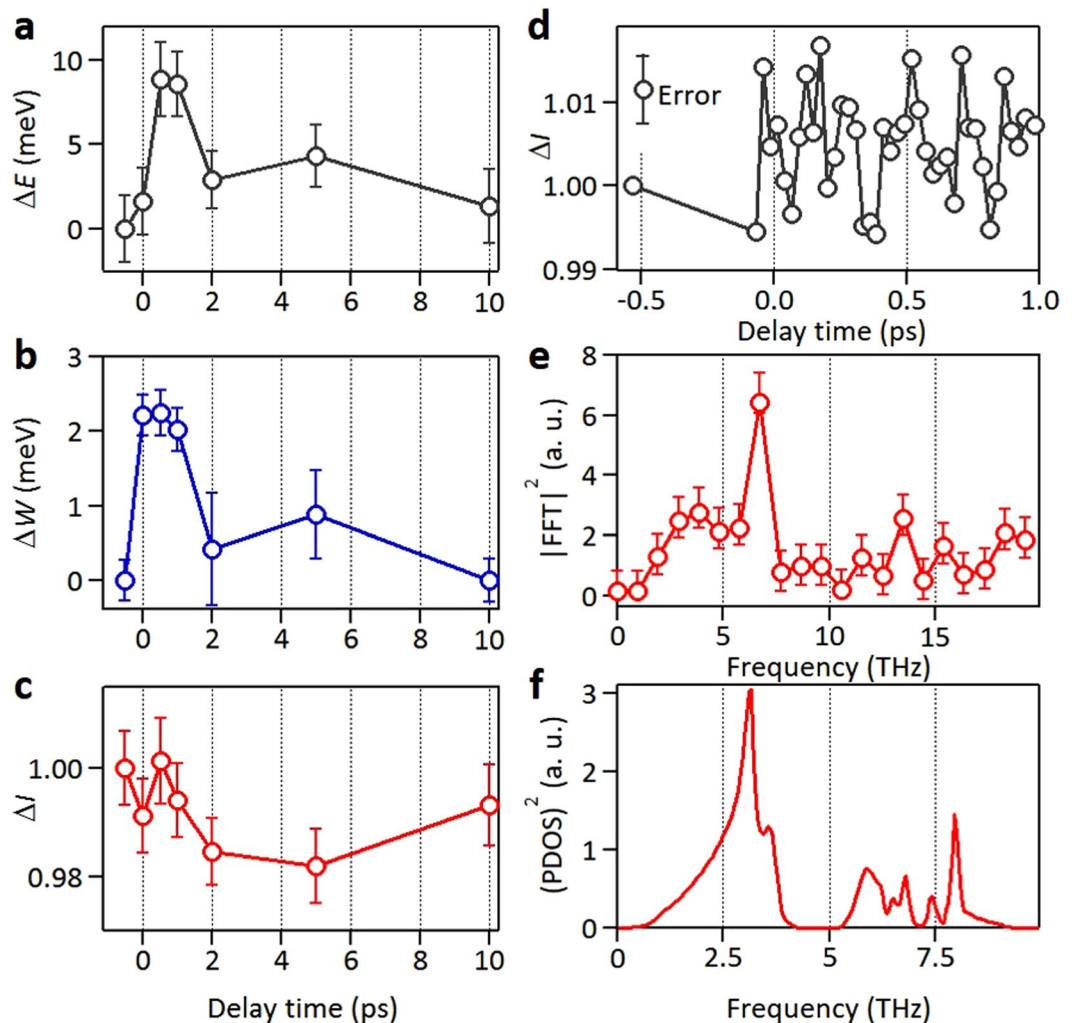 a
10
5
0
ΔE (meV)
0 2 4 6 8 10
b
3
2
1
0
ΔW (meV)
0 2 4 6 8 10
c
1.00
0.98
ΔI
0 2 4 6 8 10
Delay time (ps)
d
1.01
1.00
0.99
ΔI
Error
-0.5 0.0 0.5 1.0
Delay time (ps)
e
8
6
4
2
0
|FFT|² (a. u.)
0 5 10 15
Frequency (THz)
f
3
2
1
0
(PDOS)² (a. u.)
0 2.5 5 7.5
Frequency (THz)